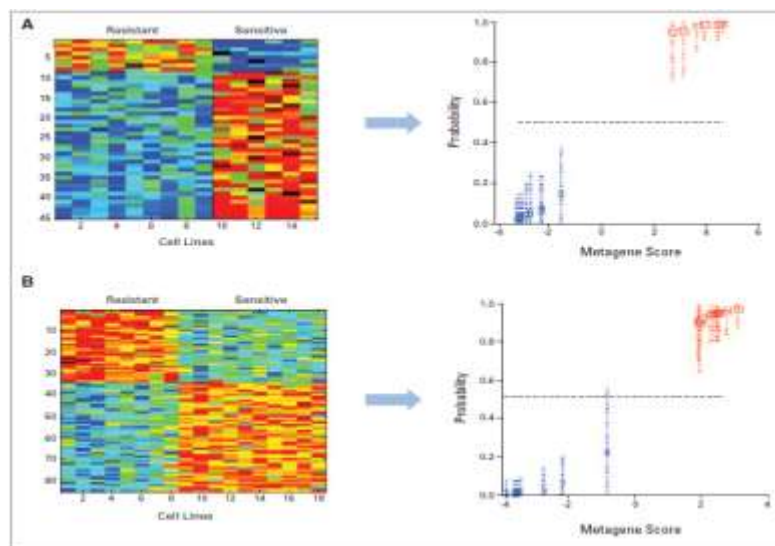 A
Resistant Sensitive
5
10
15
20
25
30
35
40
45
2 4 6 8 10 12 14
Cell Lines
Probability
1.0
0.8
0.6
0.4
0.2
0.0
-6 -2 0 2 4 6
Metagene Score
B
Resistant Sensitive
10
20
30
40
50
60
70
80
2 4 6 8 10 12 14 16 18
Cell Lines
Probability
1.0
0.8
0.6
0.4
0.2
0.0
-4 -2 0 2 4
Metagene Score